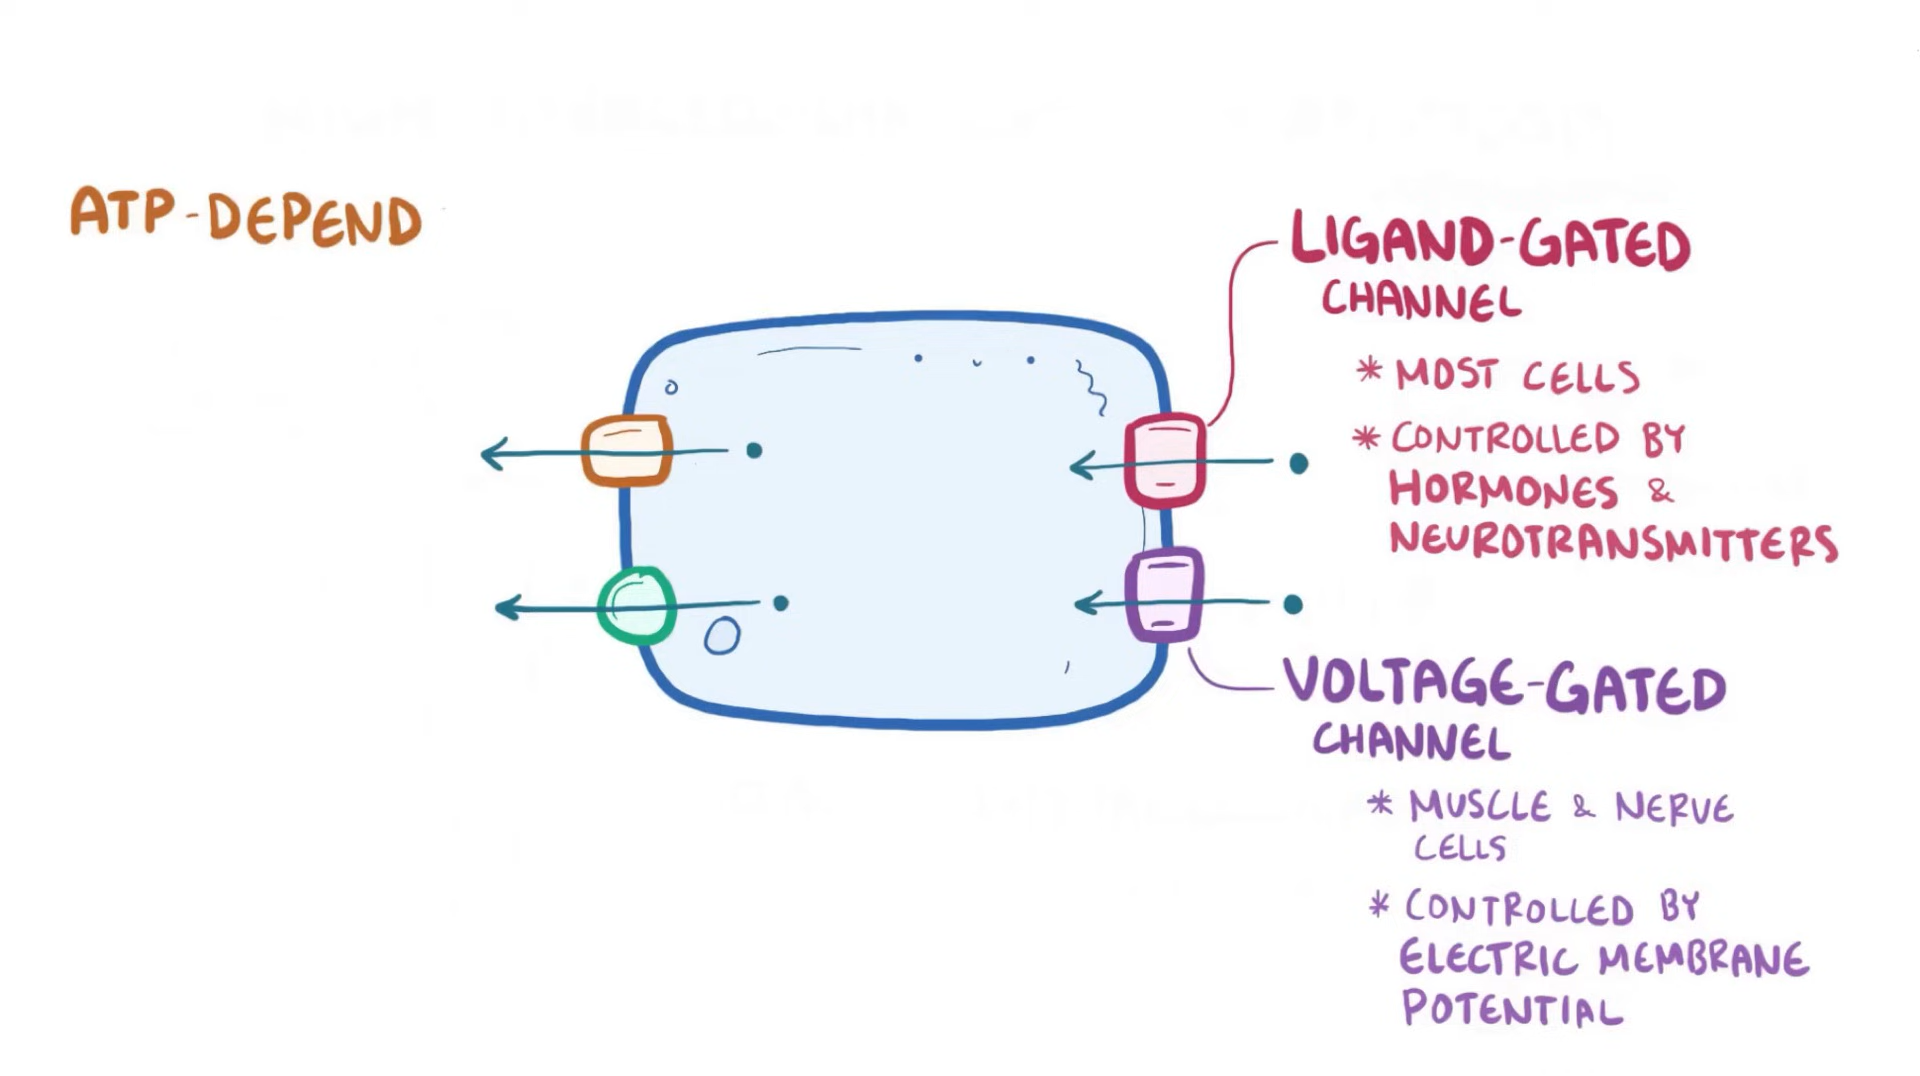 ATP-DEPEND
LIGAND-GATED
CHANNEL
* MOST CELLS
* CONTROLLED BY
HORMONES &
NEUROTRANSMITTERS
VOLTAGE-GATED
CHANNEL
* MUSCLE & NERVE
CELLS
* CONTROLLED BY
ELECTRIC MEMBRANE
POTENTIAL